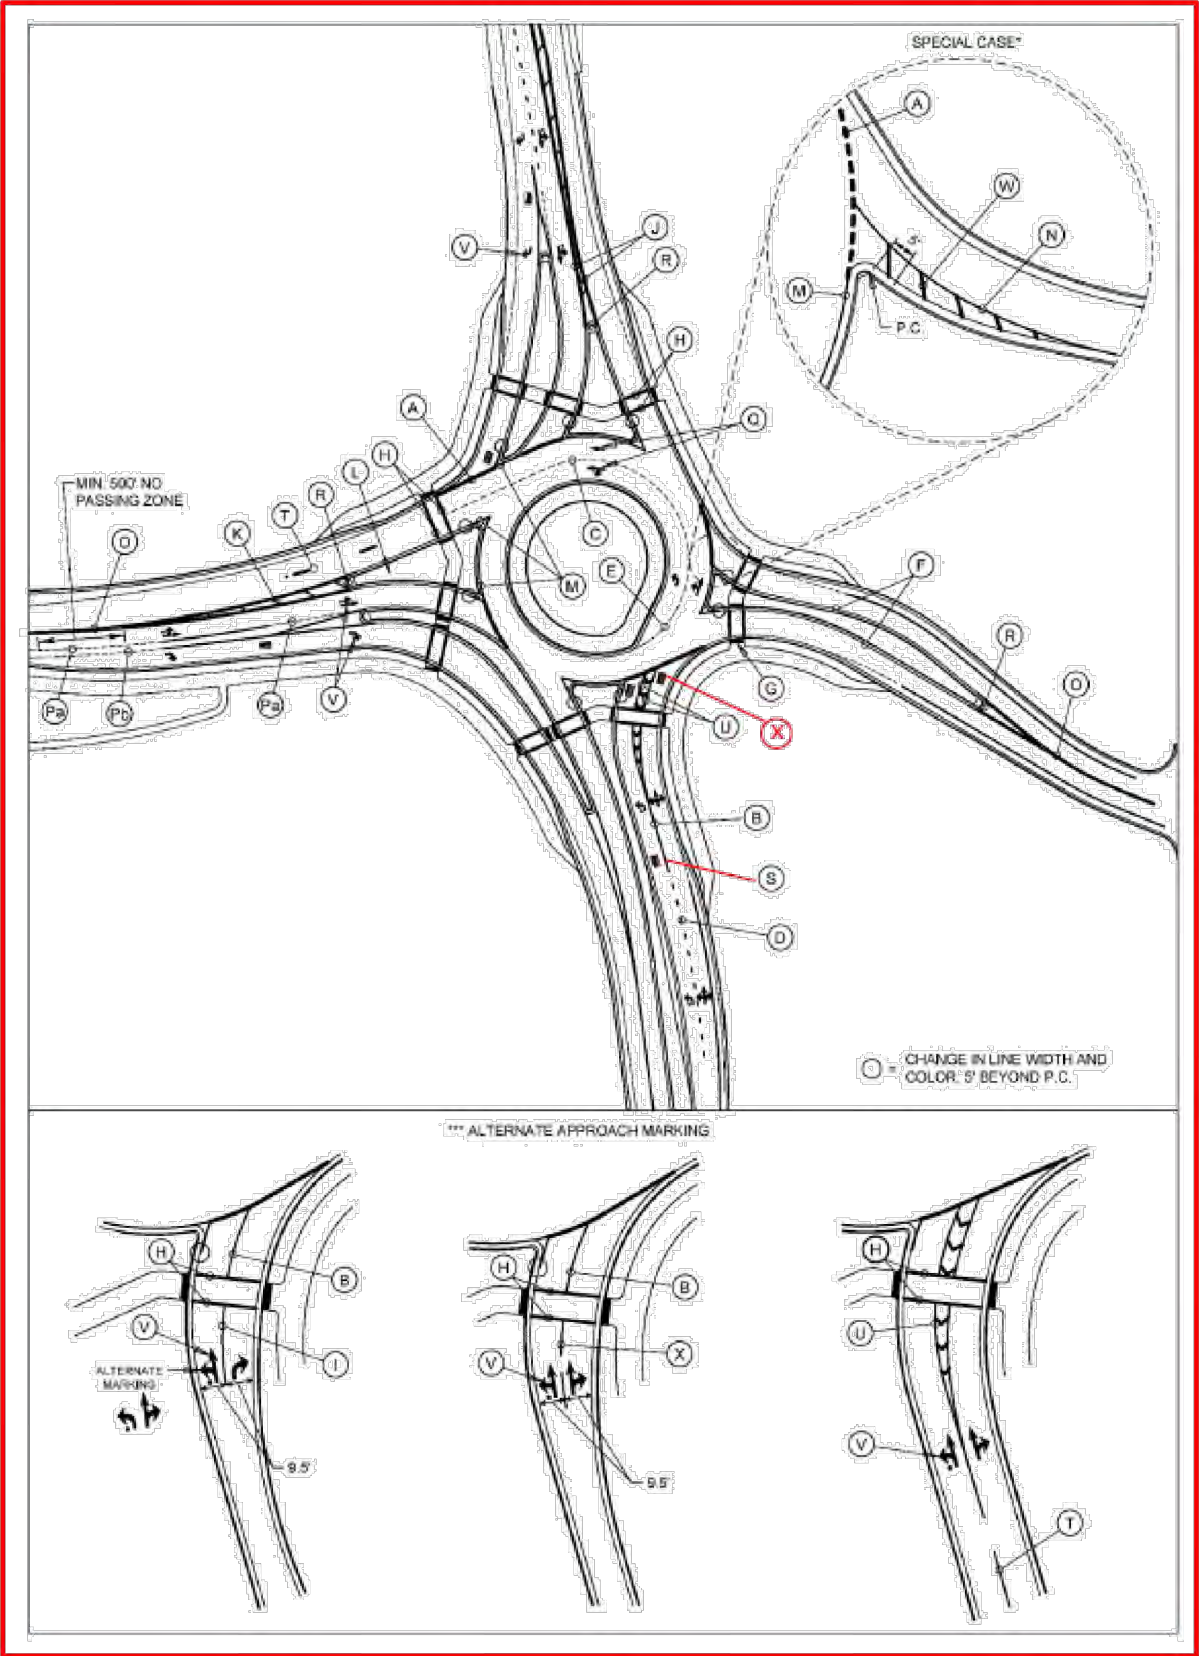 SPECIAL CASE*
A
W
N
5'
M
P.C.
V
J
R
H
A
Q
H
L
R
T
K
O
MIN. 500' NO
PASSING ZONE
C
E
M
F
R
O
G
Pa
Pb
Pa
V
U
X
B
S
D
= CHANGE IN LINE WIDTH AND
COLOR, 5' BEYOND P.C.
*** ALTERNATE APPROACH MARKING
H
B
V
I
ALTERNATE
MARKING
9.5'
H
B
V
X
9.5'
H
U
V
T